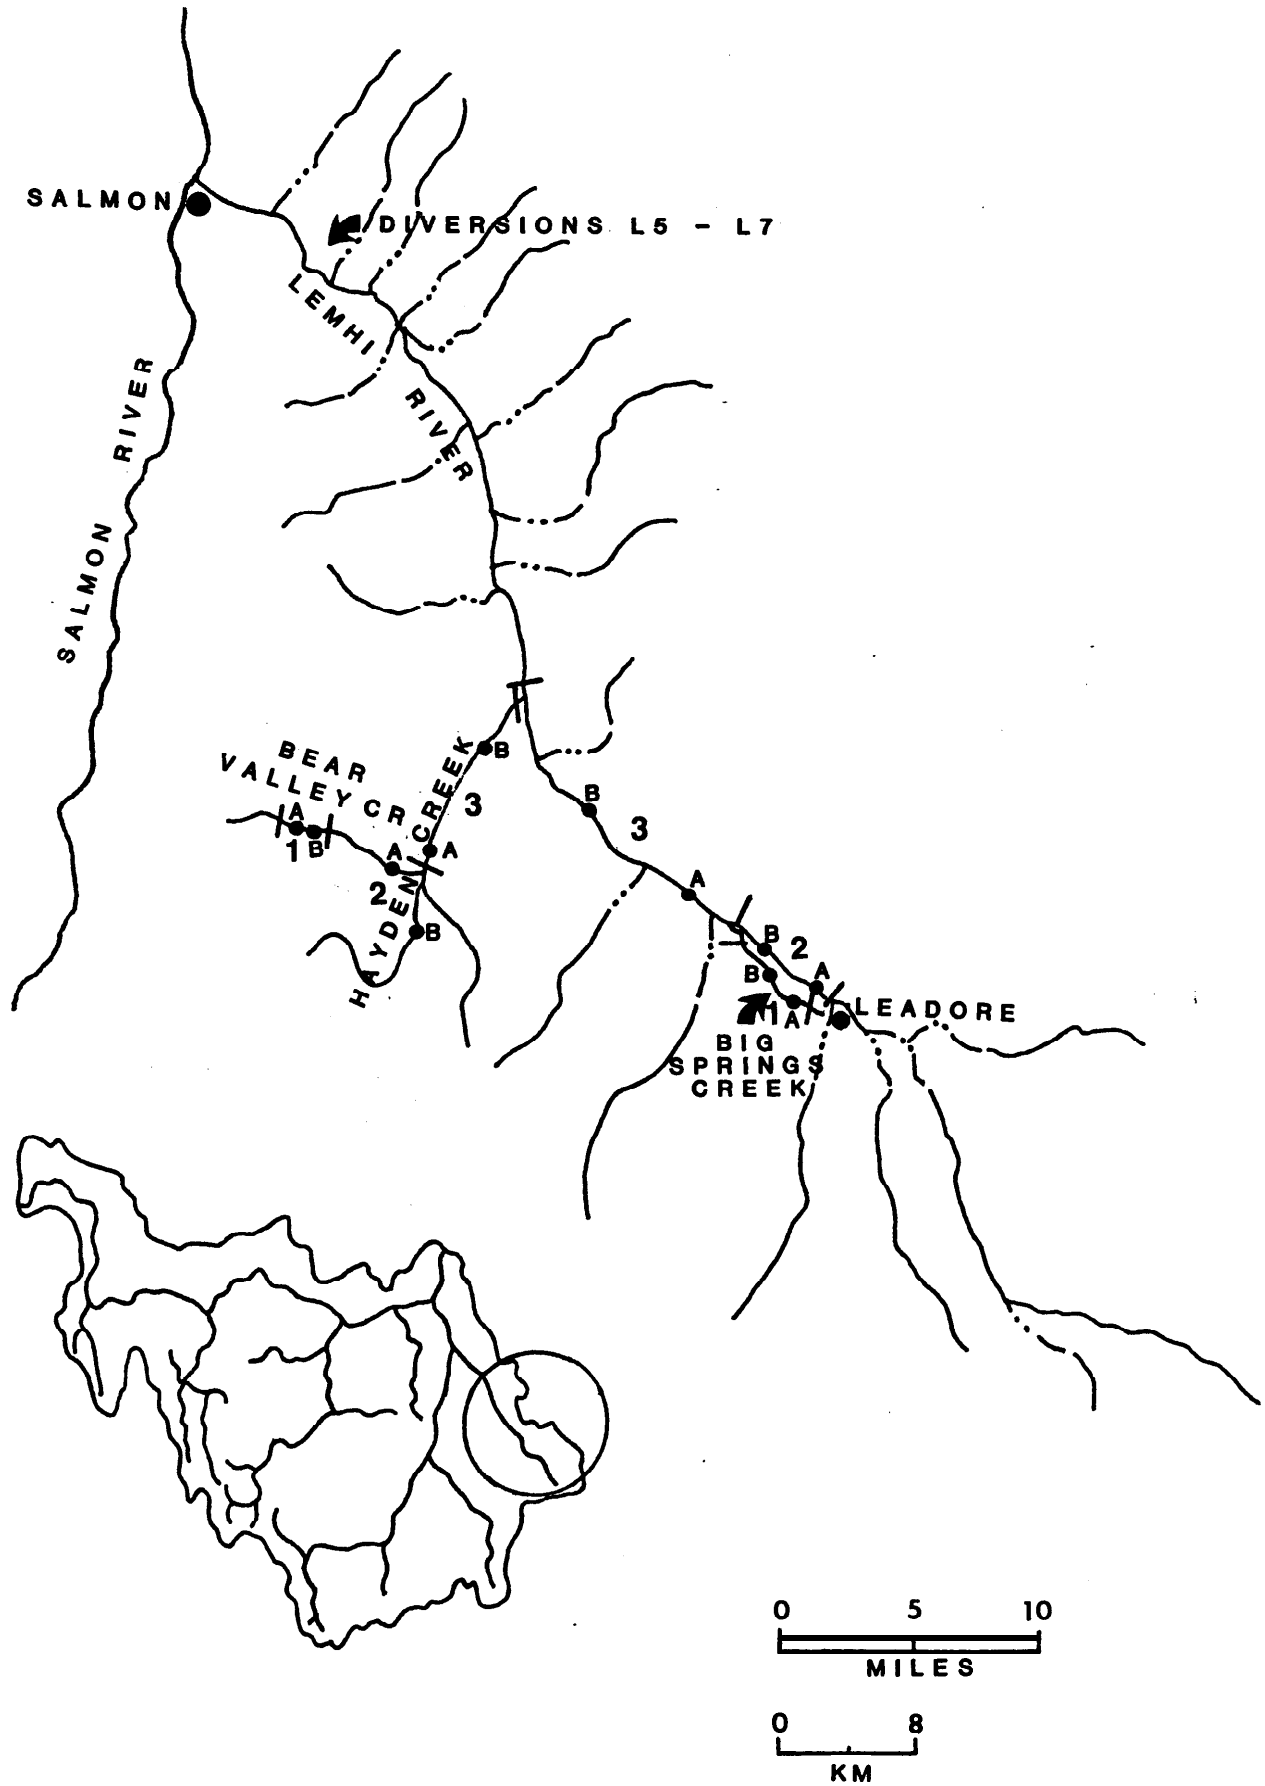 SALMON
DIVERSIONS L5 - L7
LEMHI
RIVER
SALMON RIVER
BEAR
VALLEY CR
HAYDEN CREEK
B
3
A
A
1
B
A
2
B
B
3
A
B
2
A
B
1
A
LEADORE
BIG
SPRINGS
CREEK
0 5 10
MILES
0 8
KM